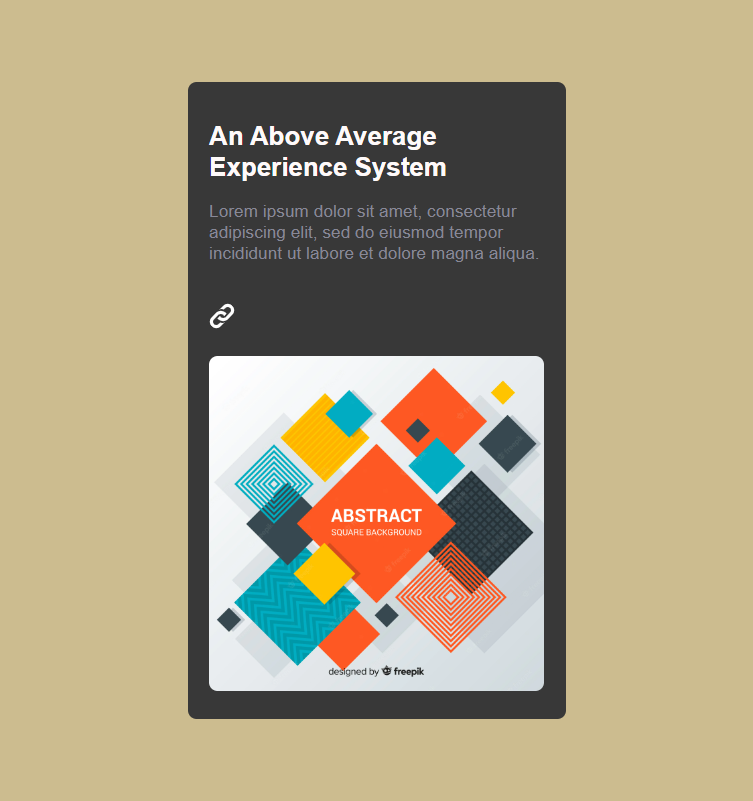 An Above Average
Experience System
Lorem ipsum dolor sit amet, consectetur
adipiscing elit, sed do eiusmod tempor
incididunt ut labore et dolore magna aliqua.
ABSTRACT
SQUARE BACKGROUND
designed by freepik